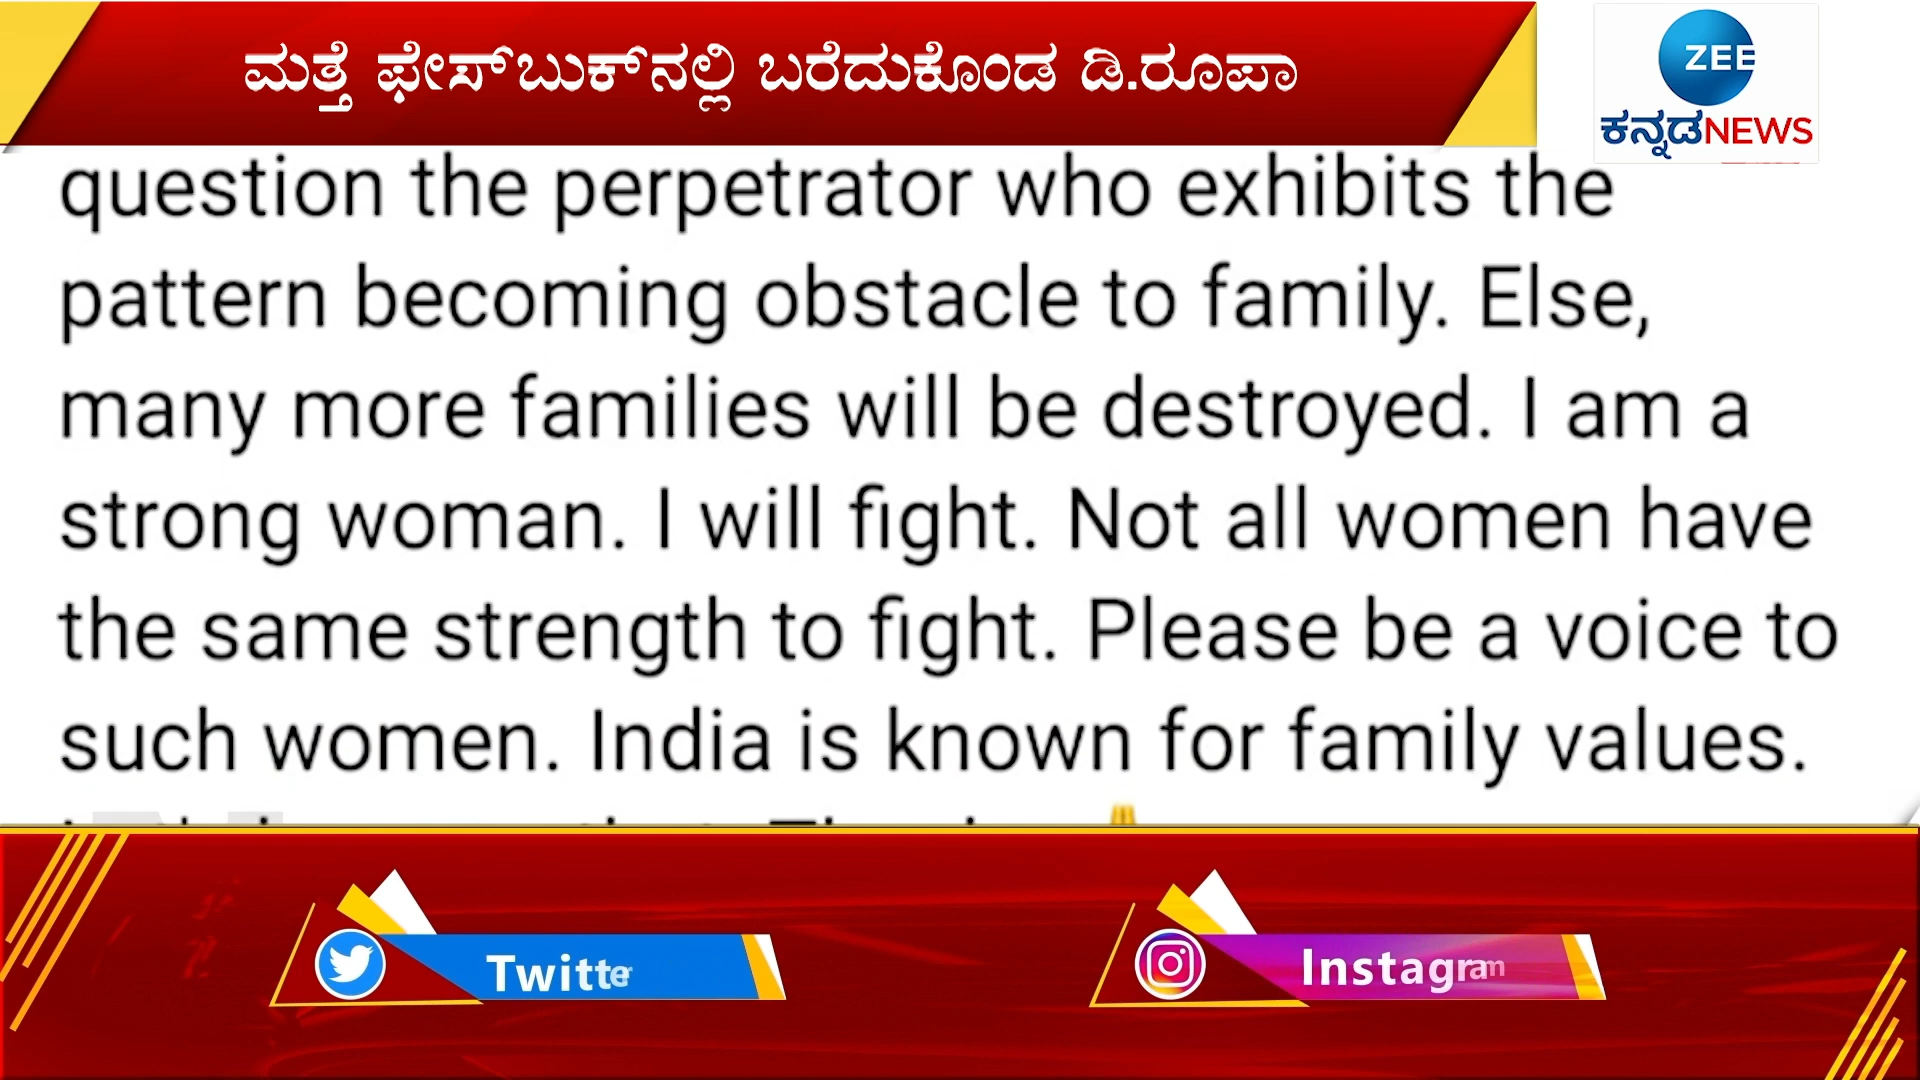 ಮತ್ತೆ ಫೇಸ್‌ಬುಕ್‌ನಲ್ಲಿ ಬರೆದುಕೊಂಡ ಡಿ.ರೂಪಾ
ZEE
ಕನ್ನಡNEWS
question the perpetrator who exhibits the
pattern becoming obstacle to family. Else,
many more families will be destroyed. I am a
strong woman. I will fight. Not all women have
the same strength to fight. Please be a voice to
such women. India is known for family values.
Twitter
Instagram